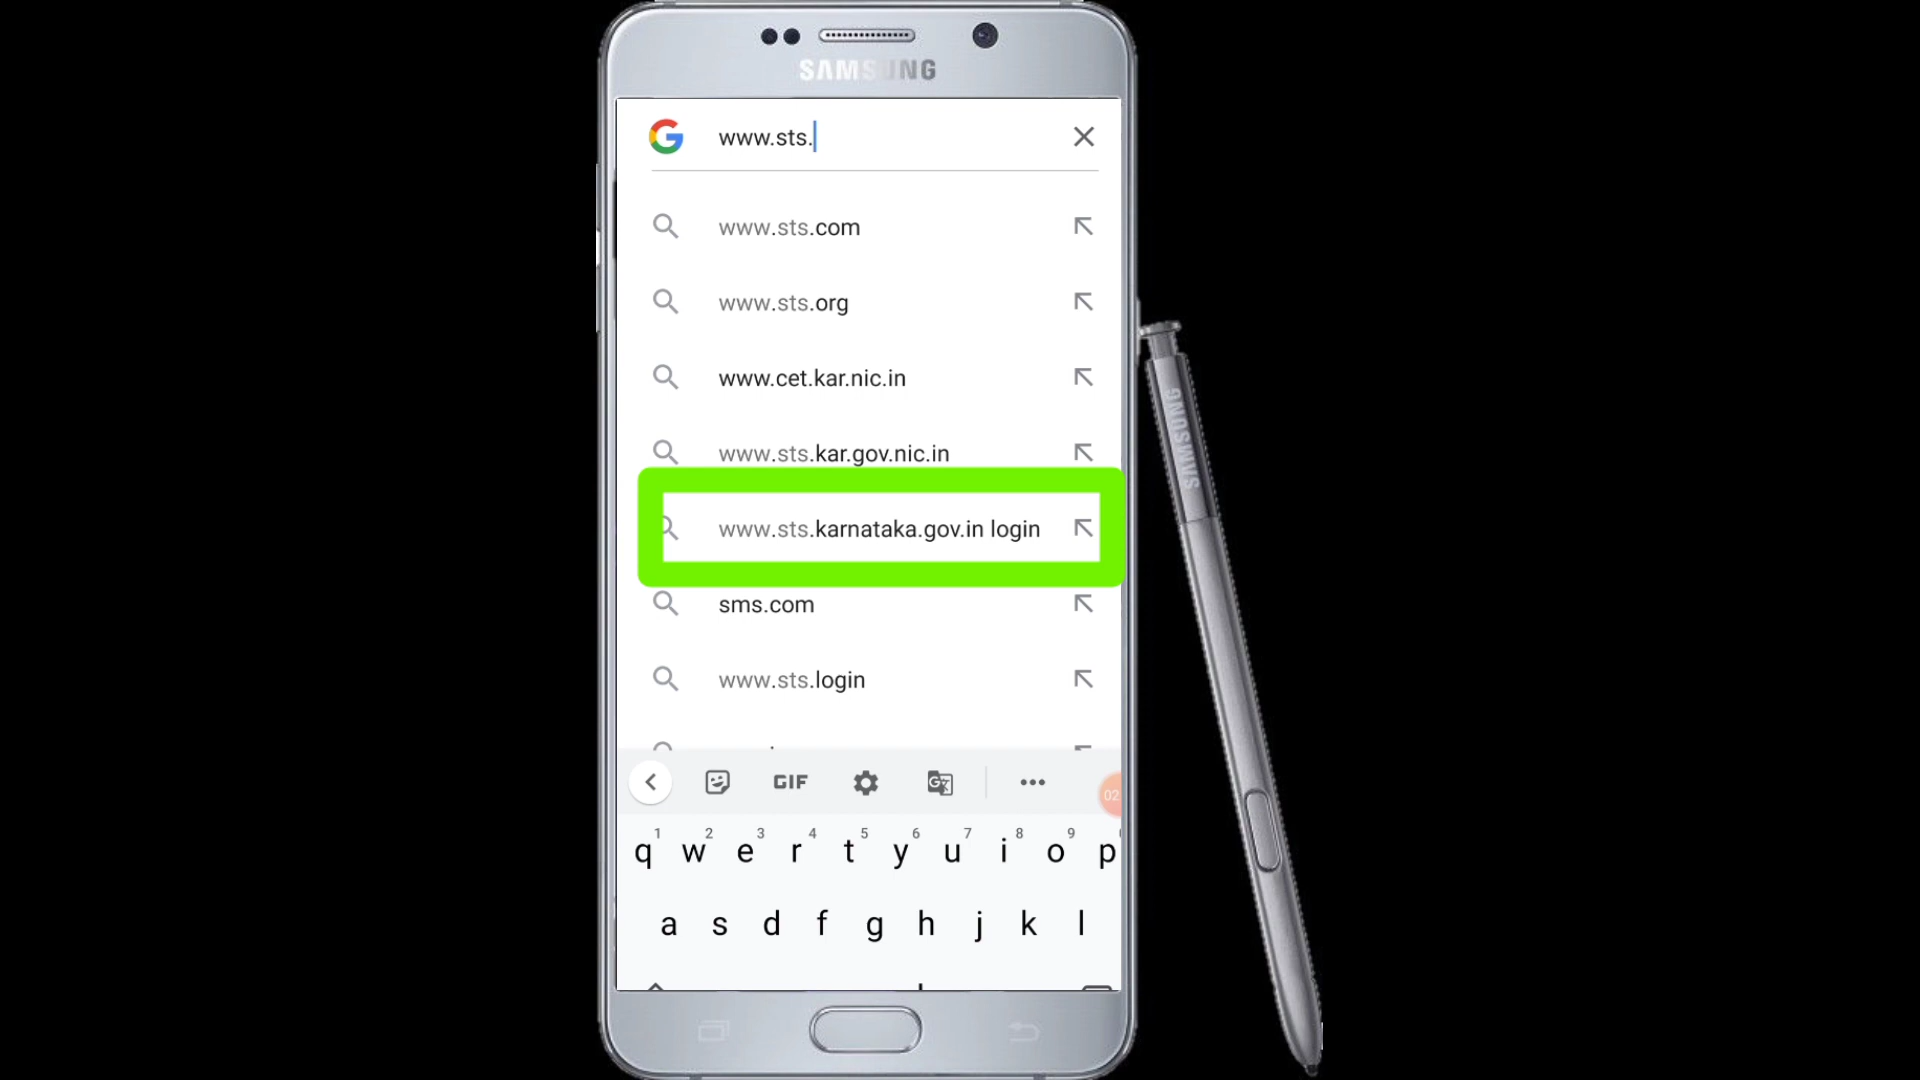 SAMSUNG
www.sts.
www.sts.com
www.sts.org
www.cet.kar.nic.in
www.sts.kar.gov.nic.in
www.sts.karnataka.gov.in login
sms.com
www.sts.login
GIF
02
1 2 3 4 5 6 7 8 9
q w e r t y u i o p
a s d f g h j k l
SAMSUNG